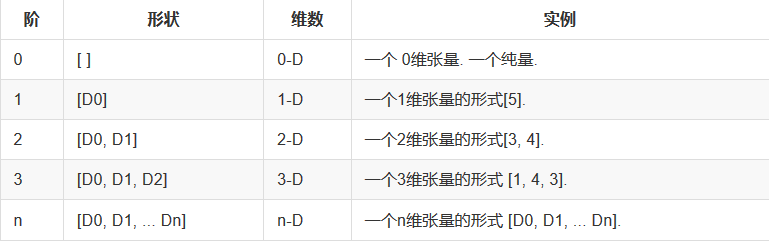 阶 形状 维数 实例
0 [ ] 0-D 一个 0维张量. 一个纯量.
1 [D0] 1-D 一个1维张量的形式[5].
2 [D0, D1] 2-D 一个2维张量的形式[3, 4].
3 [D0, D1, D2] 3-D 一个3维张量的形式 [1, 4, 3].
n [D0, D1, ... Dn] n-D 一个n维张量的形式 [D0, D1, ... Dn].